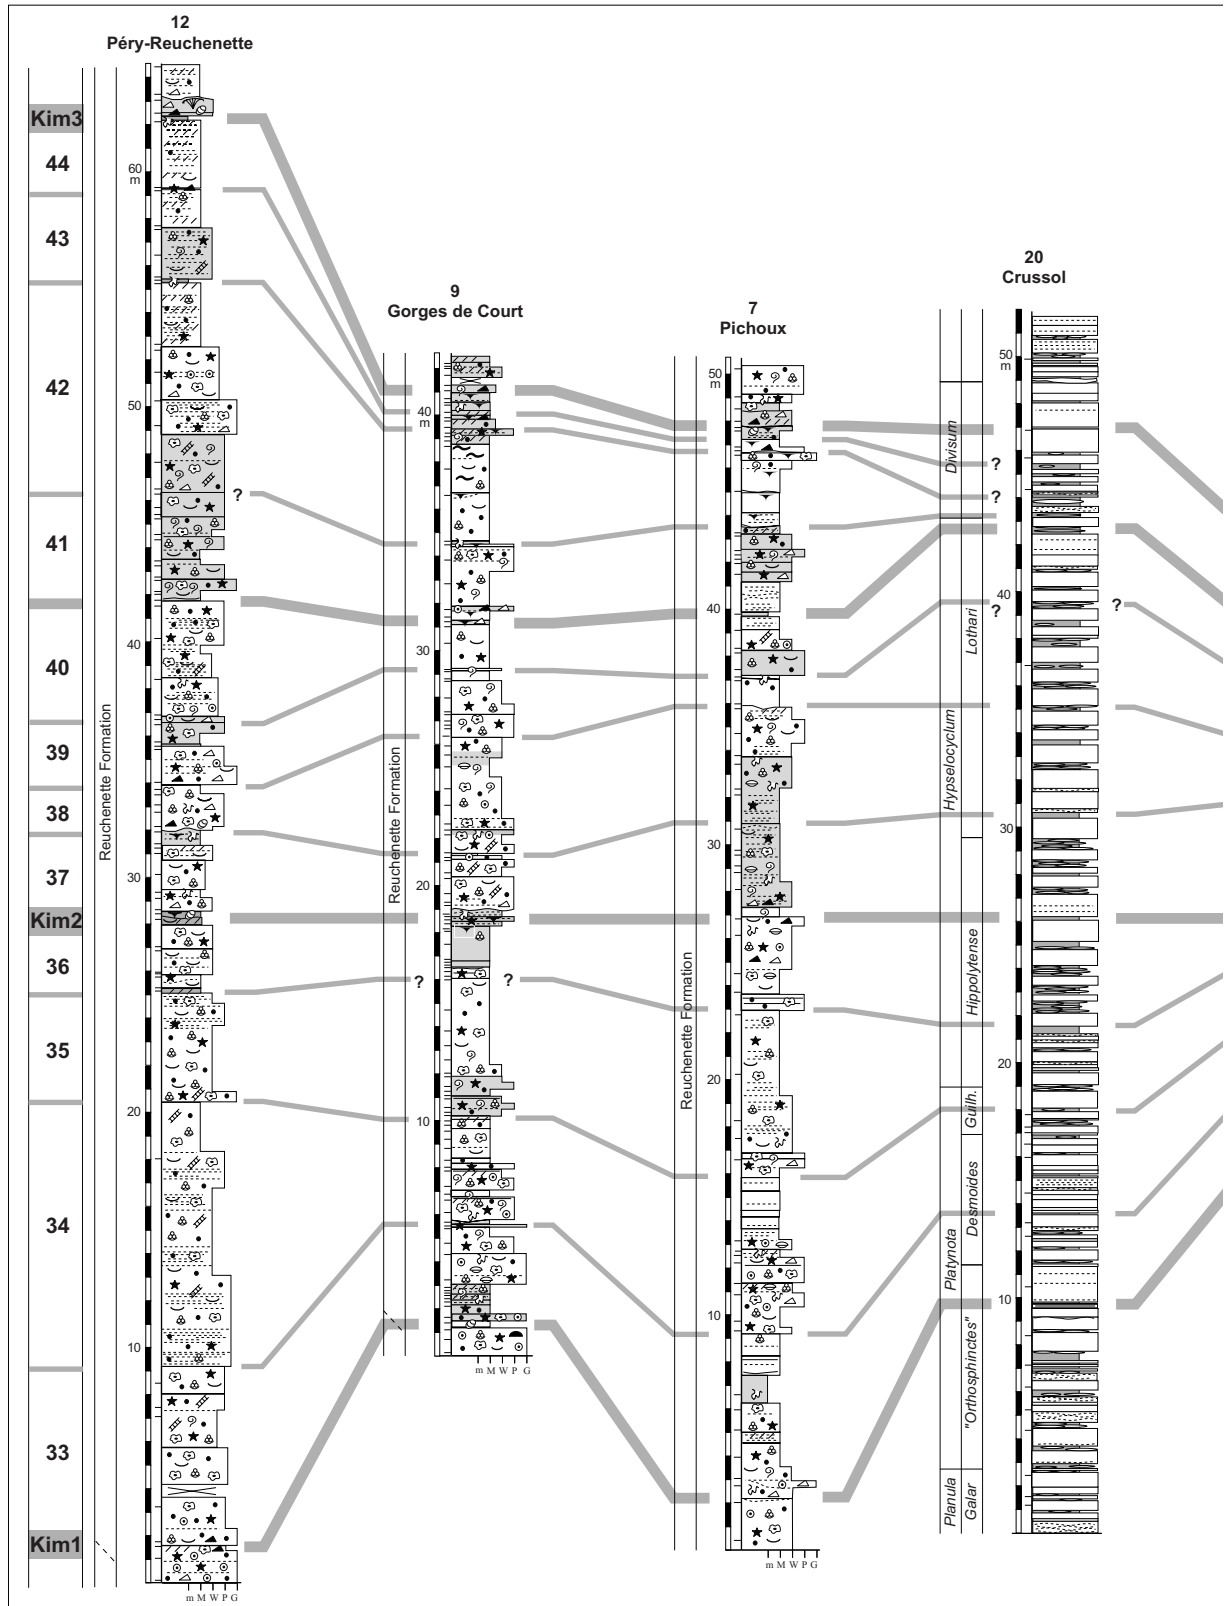 12
Péry-Reuchenette
9
Gorges de Court
7
Pichoux
20
Crussol
Kim3
44
43
42
41
40
39
38
37
Kim2
36
35
34
33
Kim1
Reuchenette Formation
60
m
50
40
30
20
10
m M W P G
?
Reuchenette Formation
40
m
30
20
10
m M W P G
?
?
Reuchenette Formation
50
m
40
30
20
10
m M W P G
Divisum
Lothari
Hypselocyclum
Hippolytense
Guilh.
Desmoides
Platynota
"Orthosphinctes"
Planula
Galar
50
m
40
30
20
10
?
?
?
?